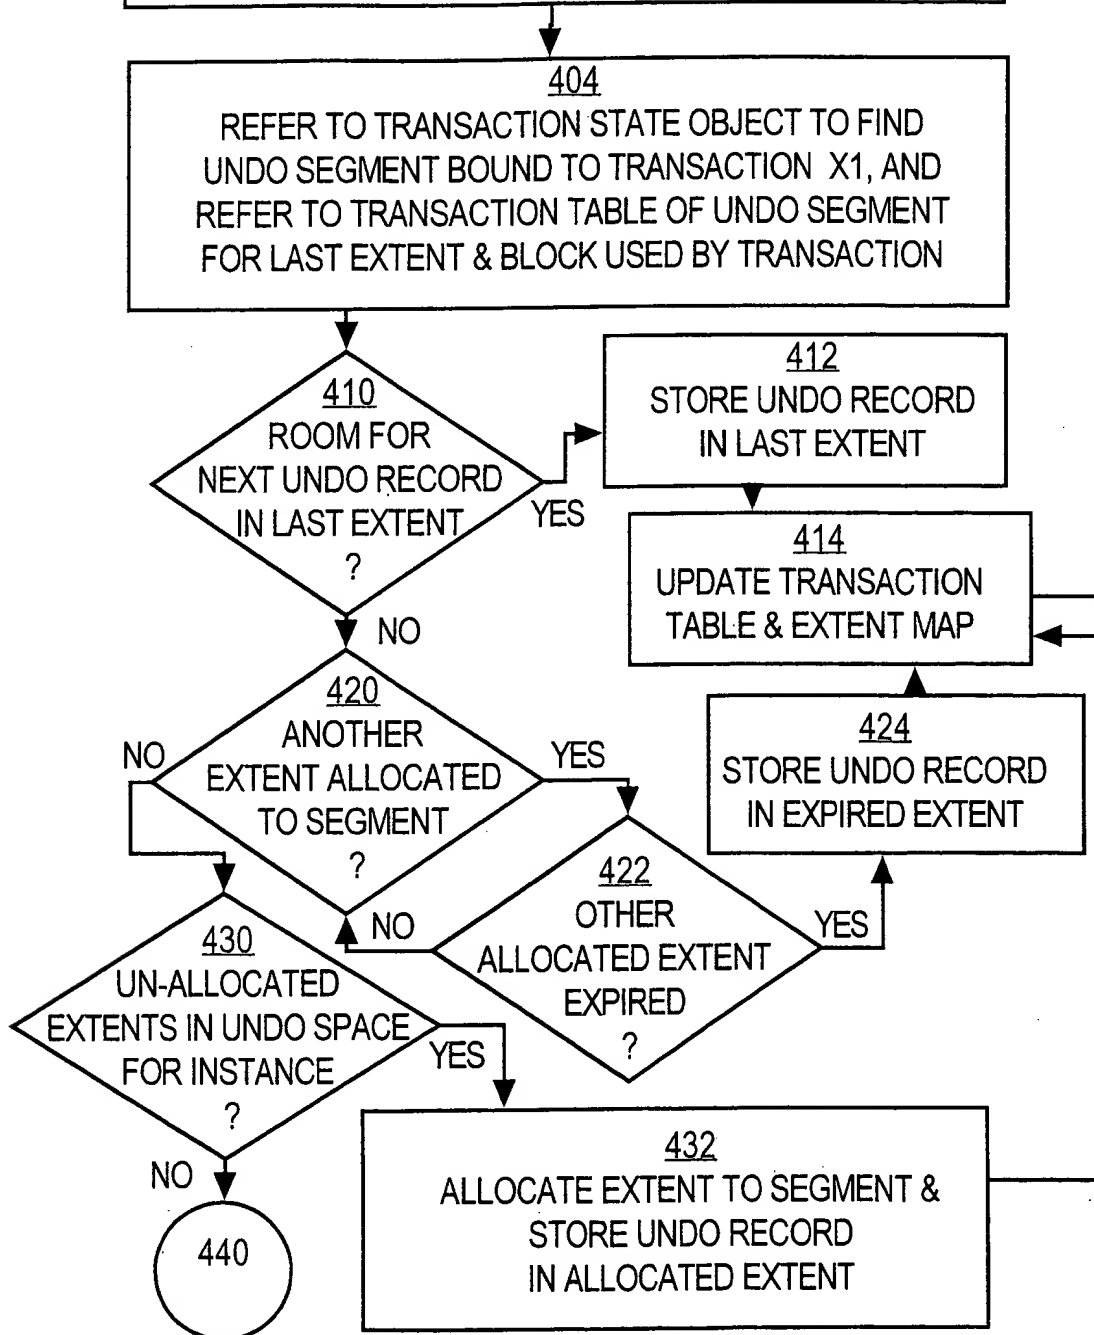 404
REFER TO TRANSACTION STATE OBJECT TO FIND
UNDO SEGMENT BOUND TO TRANSACTION X1, AND
REFER TO TRANSACTION TABLE OF UNDO SEGMENT
FOR LAST EXTENT & BLOCK USED BY TRANSACTION
410
ROOM FOR
NEXT UNDO RECORD
IN LAST EXTENT
?
YES
412
STORE UNDO RECORD
IN LAST EXTENT
414
UPDATE TRANSACTION
TABLE & EXTENT MAP
NO
420
ANOTHER
EXTENT ALLOCATED
TO SEGMENT
?
NO
YES
424
STORE UNDO RECORD
IN EXPIRED EXTENT
422
OTHER
ALLOCATED EXTENT
EXPIRED
?
NO
YES
430
UN-ALLOCATED
EXTENTS IN UNDO SPACE
FOR INSTANCE
?
YES
NO
432
ALLOCATE EXTENT TO SEGMENT &
STORE UNDO RECORD
IN ALLOCATED EXTENT
440